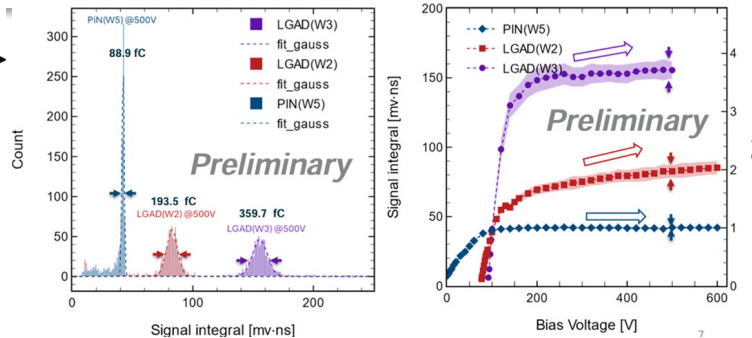 PiN(W5) @500V
88.9 fC
193.5 fC
LGAD(W2) @500V
359.7 fC
LGAD(W3) @500V
LGAD(W3)
fit_gauss
LGAD(W2)
fit_gauss
PIN(W5)
fit_gauss
Preliminary
Count
300
250
200
150
100
50
0
0
100
200
Signal integral [mv·ns]
PIN(W5)
LGAD(W2)
LGAD(W3)
Preliminary
Signal integral [mv·ns]
200
150
100
50
0
0
200
400
600
Bias Voltage [V]
4
3
2
1
0
7